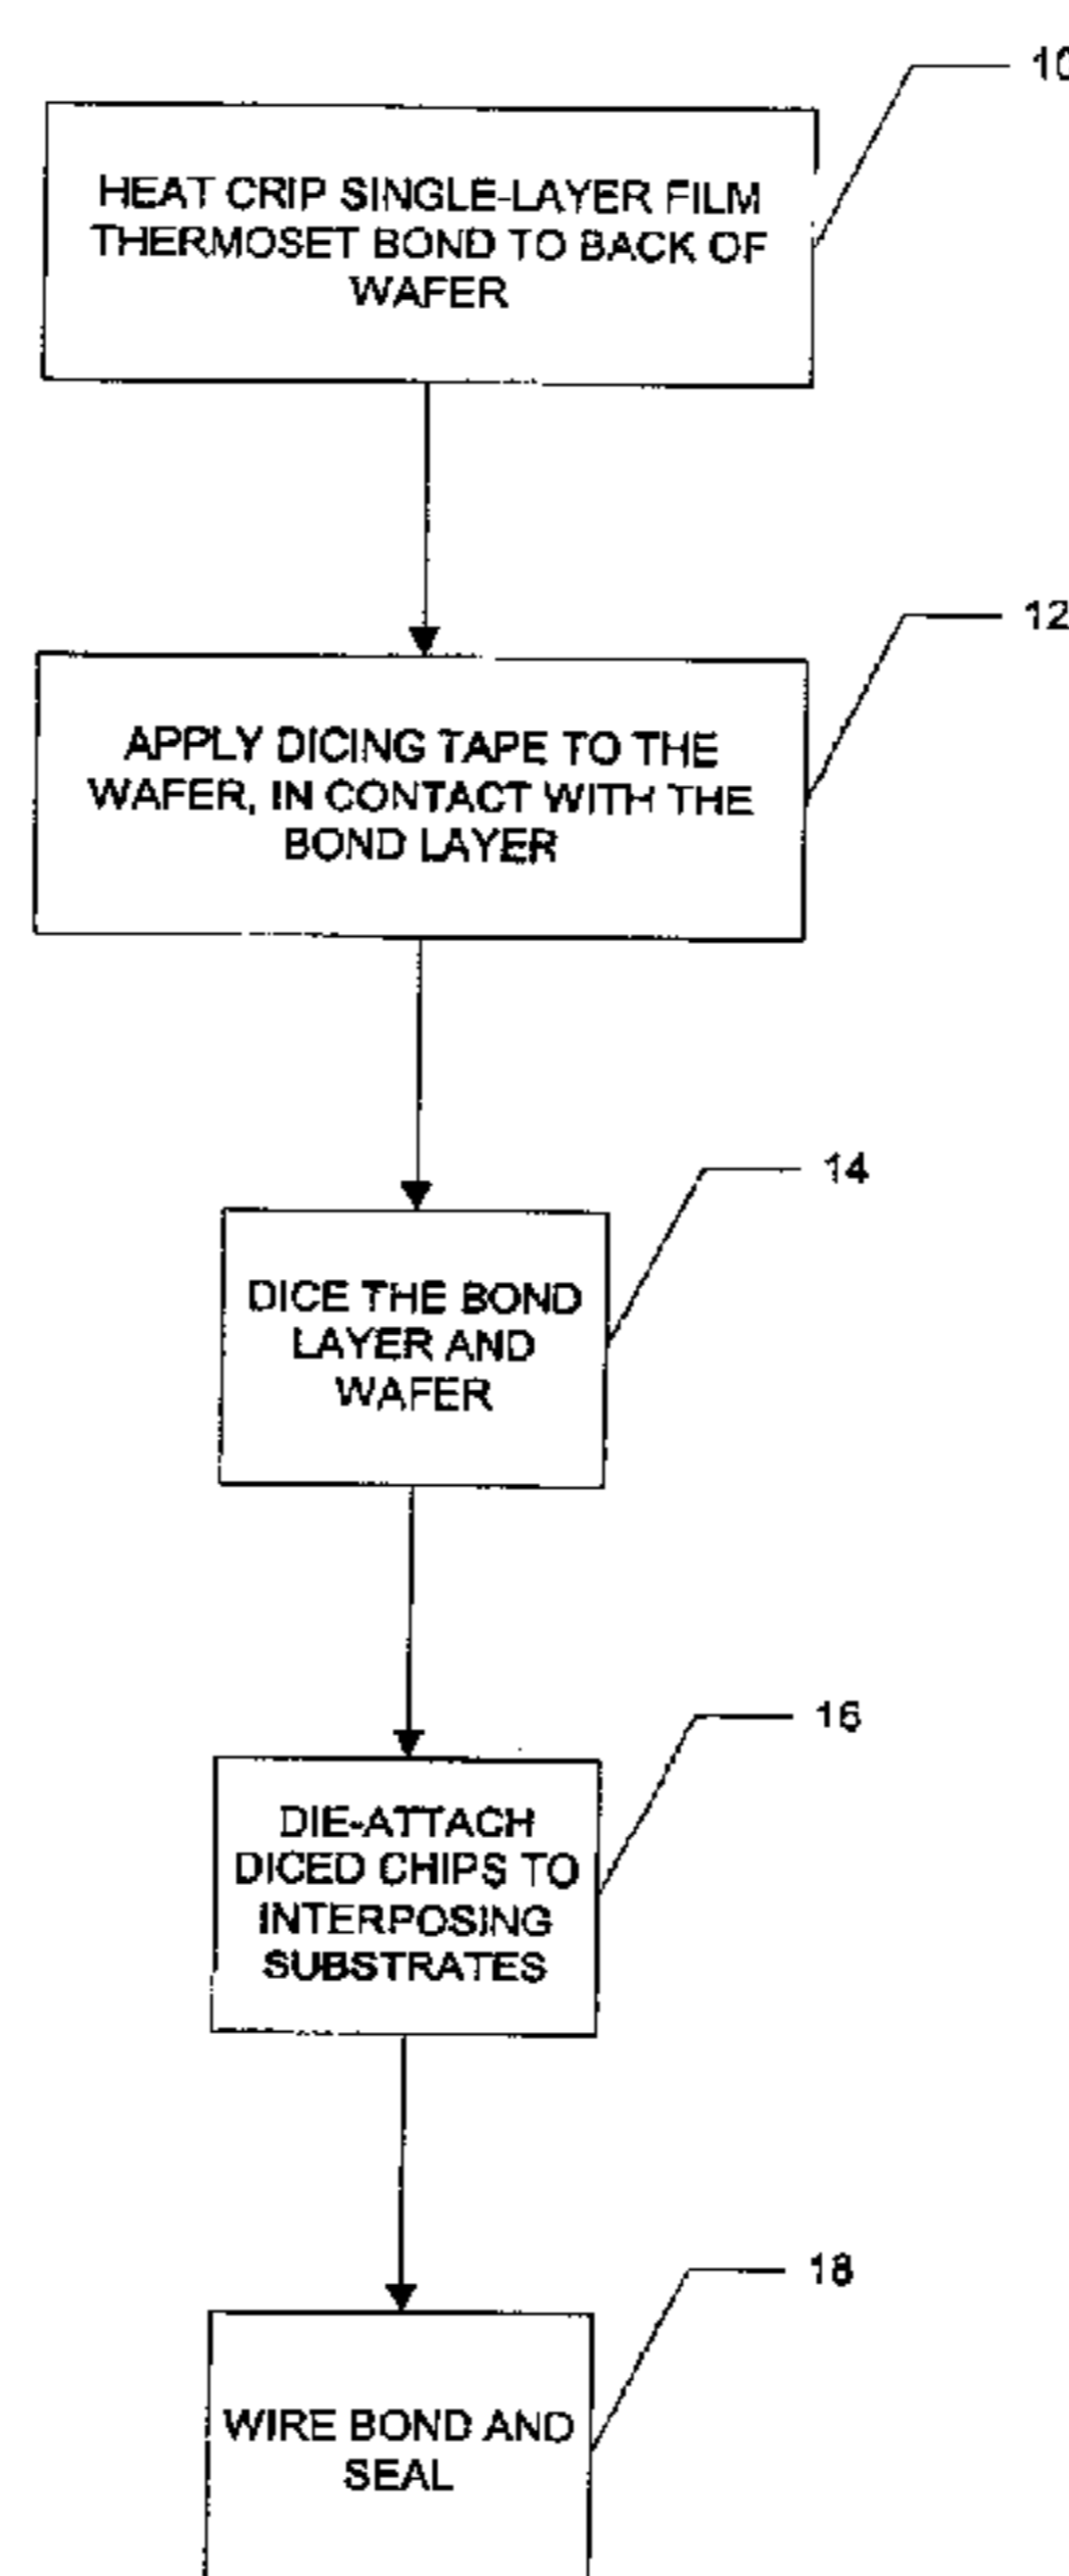 10
HEAT CRIP SINGLE-LAYER FILM
THERMOSET BOND TO BACK OF
WAFER
12
APPLY DICING TAPE TO THE
WAFER, IN CONTACT WITH THE
BOND LAYER
14
DICE THE BOND
LAYER AND
WAFER
16
DIE-ATTACH
DICED CHIPS TO
INTERPOSING
SUBSTRATES
18
WIRE BOND AND
SEAL